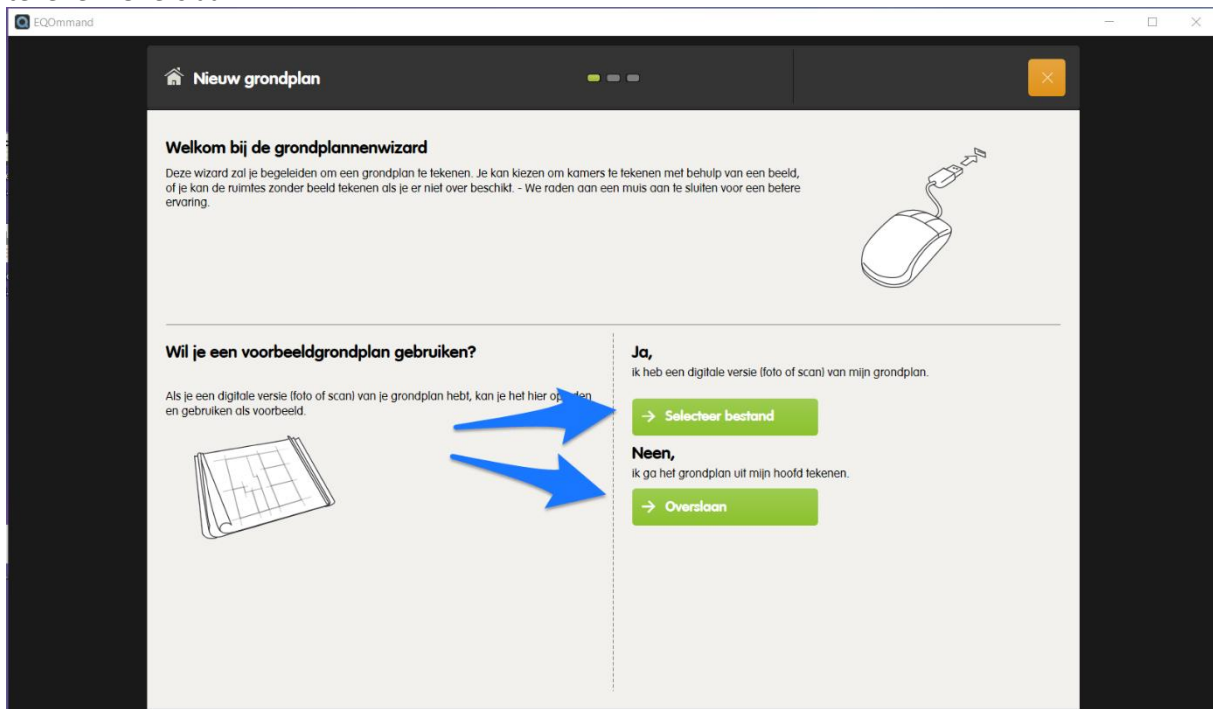 EQOmmand
Nieuw grondplan
Welkom bij de grondplannenwizard
Deze wizard zal je begeleiden om een grondplan te tekenen. Je kan kiezen om kamers te tekenen met behulp van een beeld,
of je kan de ruimtes zonder beeld tekenen als je er niet over beschikt. - We raden aan een muis aan te sluiten voor een betere
ervaring.
Wil je een voorbeeldgrondplan gebruiken?
Als je een digitale versie (foto of scan) van je grondplan hebt, kan je het hier
en gebruiken als voorbeeld.
Ja,
ik heb een digitale versie (foto of scan) van mijn grondplan.
→ Selecteer bestand
Neen,
ik ga het grondplan uit mijn hoofd tekenen.
→ Overslaan